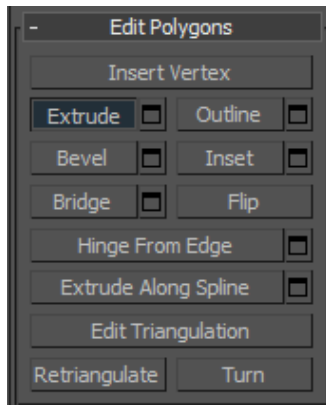 - Edit Polygons
Insert Vertex
Extrude Outline
Bevel Inset
Bridge Flip
Hinge From Edge
Extrude Along Spline
Edit Triangulation
Retriangulate Turn